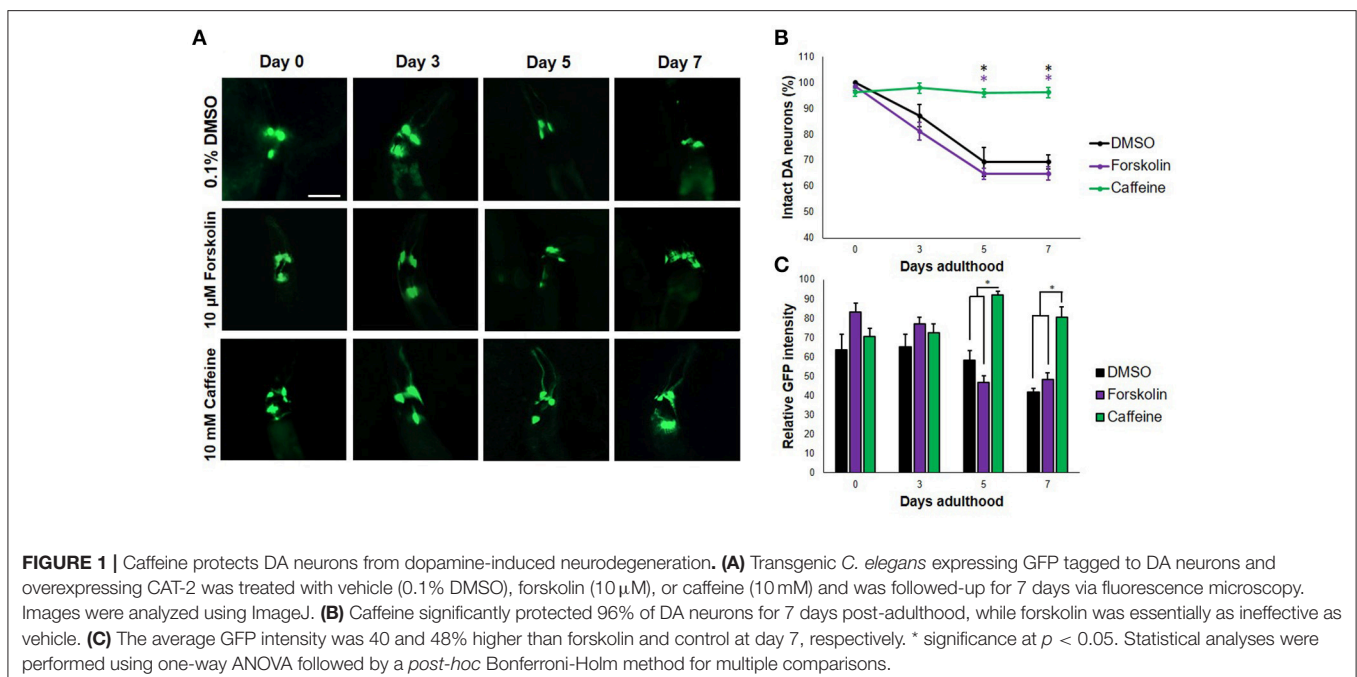 A
Day 0 Day 3 Day 5 Day 7
0.1% DMSO
10 µM Forskolin
10 mM Caffeine
B
Intact DA neurons (%)
110
100
90
80
70
60
50
40
* *
* *
DMSO
Forskolin
Caffeine
0 3 5 7
Days adulthood
C
Relative GFP intensity
100
90
80
70
60
50
40
30
20
10
0
* *
DMSO
Forskolin
Caffeine
0 3 5 7
Days adulthood
FIGURE 1 | Caffeine protects DA neurons from dopamine-induced neurodegeneration. (A) Transgenic C. elegans expressing GFP tagged to DA neurons and
overexpressing CAT-2 was treated with vehicle (0.1% DMSO), forskolin (10 µM), or caffeine (10 mM) and was followed-up for 7 days via fluorescence microscopy.
Images were analyzed using ImageJ. (B) Caffeine significantly protected 96% of DA neurons for 7 days post-adulthood, while forskolin was essentially as ineffective as
vehicle. (C) The average GFP intensity was 40 and 48% higher than forskolin and control at day 7, respectively. * significance at p < 0.05. Statistical analyses were
performed using one-way ANOVA followed by a post-hoc Bonferroni-Holm method for multiple comparisons.